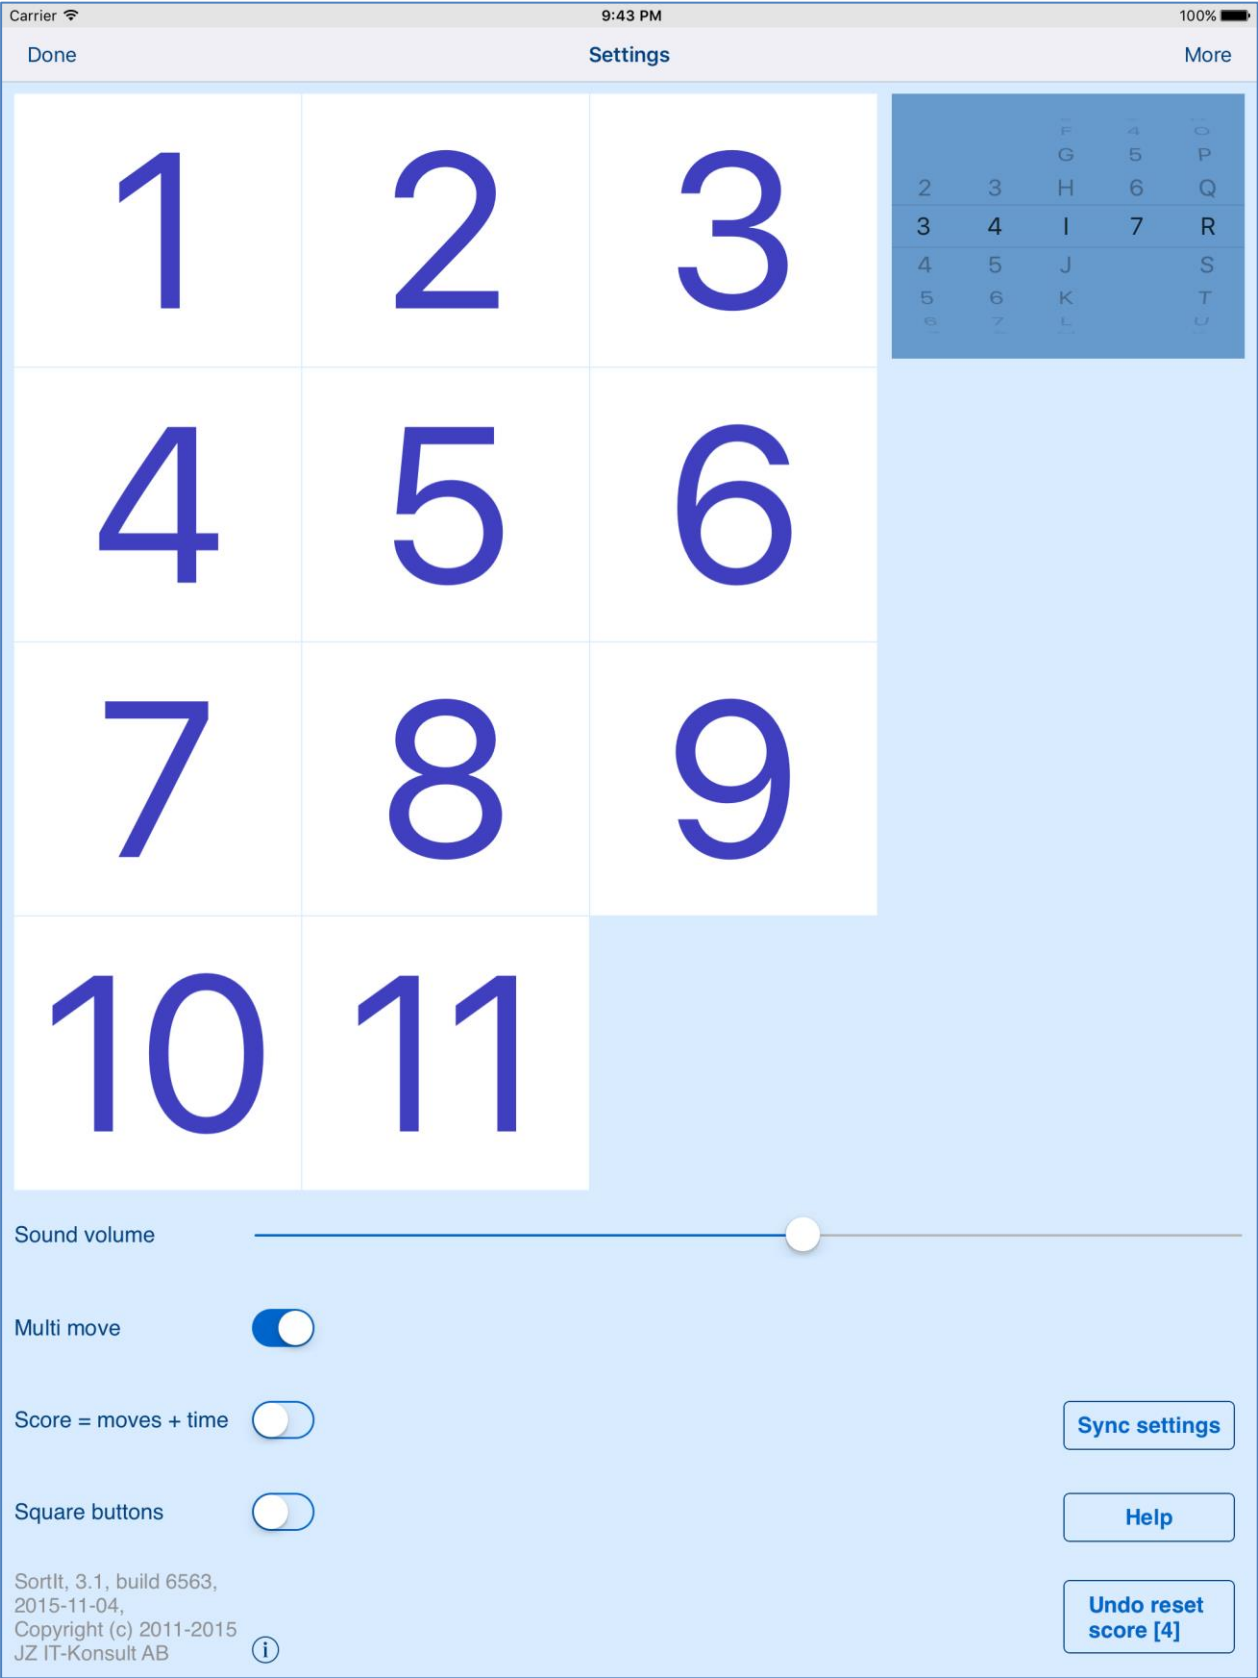 Carrier 9:43 PM 100%
Done Settings More
1 2 3
F 4 O
G 5 P
2 3 H 6 Q
3 4 I 7 R
4 5 J S
5 6 K T
6 7 L U
4 5 6
7 8 9
10 11
Sound volume
Multi move
Score = moves + time
Sync settings
Square buttons
Help
SortIt, 3.1, build 6563,
2015-11-04,
Copyright (c) 2011-2015
JZ IT-Konsult AB
i
Undo reset
score [4]